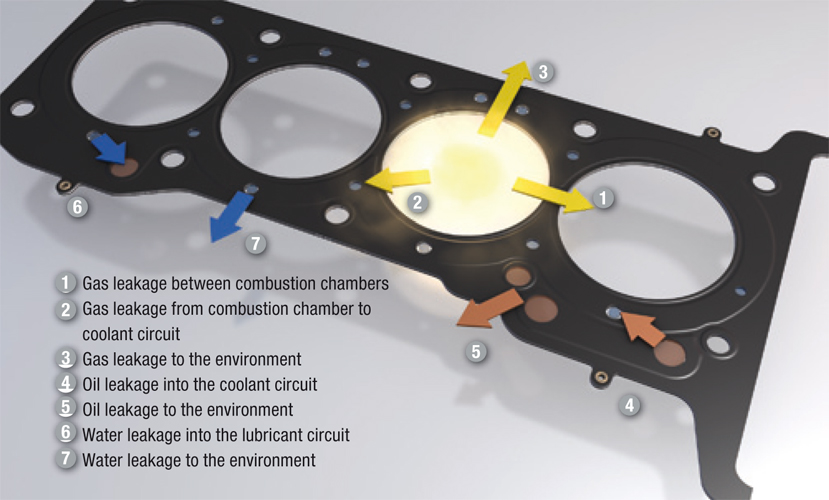 3
2
1
6
7
5
4
1 Gas leakage between combustion chambers
2 Gas leakage from combustion chamber to
coolant circuit
3 Gas leakage to the environment
4 Oil leakage into the coolant circuit
5 Oil leakage to the environment
6 Water leakage into the lubricant circuit
7 Water leakage to the environment